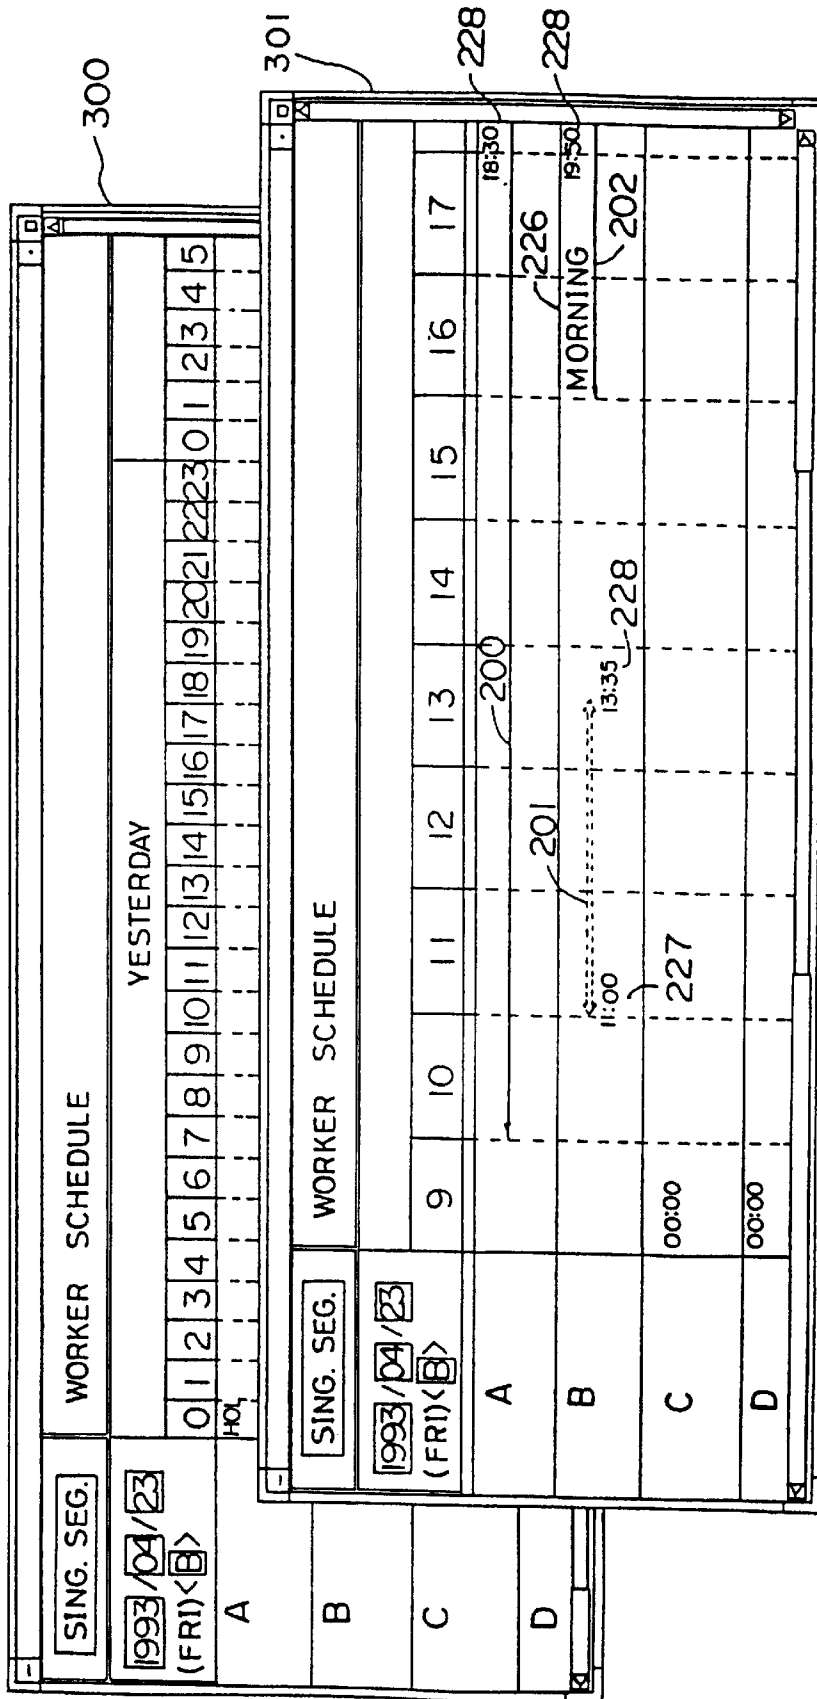 300
WORKER SCHEDULE
SING. SEG.
1993/04/23
(FRI)<B>
YESTERDAY
0 1 2 3 4 5 6 7 8 9 10 11 12 13 14 15 16 17 18 19 20 21 22 23 0 1 2 3 4 5
HOL
A
B
C
D
301
WORKER SCHEDULE
SING. SEG.
1993/04/23
(FRI)<B>
9 10 11 12 13 14 15 16 17
A
200
18:30
228
226
B
201
MORNING
19:50
228
202
11:00
227
13:35
228
C
00:00
D
00:00